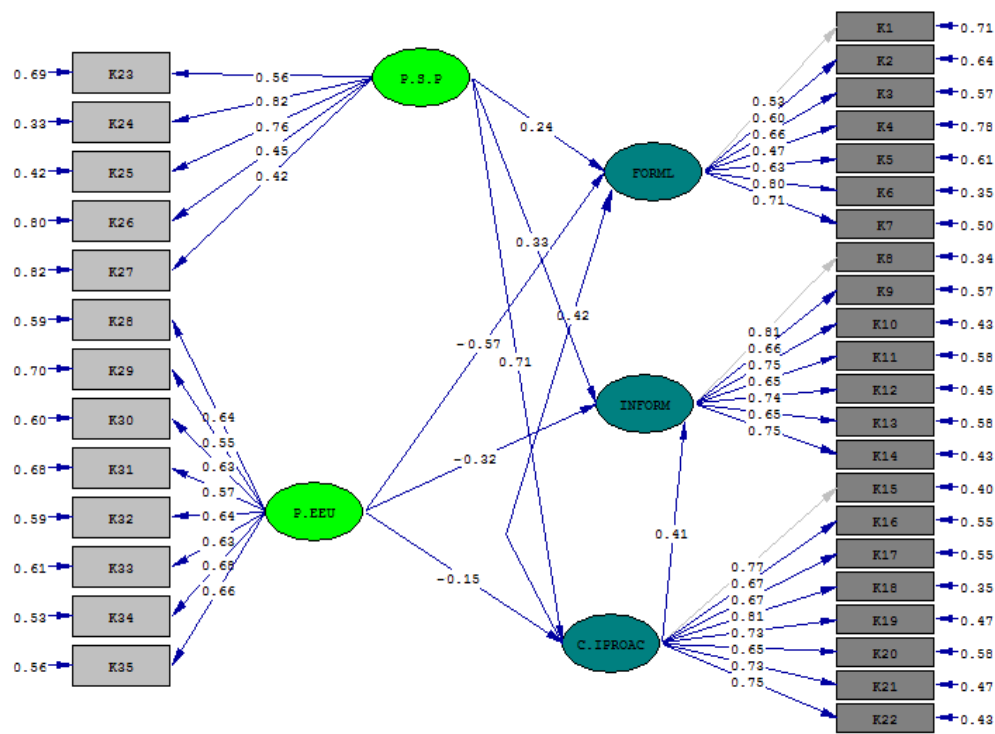 0.69 K23
0.33 K24
0.42 K25
0.80 K26
0.82 K27
0.59 K28
0.70 K29
0.60 K30
0.68 K31
0.59 K32
0.61 K33
0.53 K34
0.56 K35
0.56
0.82
0.76
0.45
0.42
0.64
0.55
0.63
0.57
0.64
0.63
0.68
0.66
P.S.P
P.EEU
0.24
0.33
0.42
-0.57
0.71
-0.32
-0.15
0.41
FORML
INFORM
C.IPROAC
0.53
0.60
0.66
0.47
0.63
0.80
0.71
0.81
0.66
0.75
0.65
0.74
0.65
0.75
0.77
0.67
0.67
0.81
0.73
0.65
0.73
0.75
K1 0.71
K2 0.64
K3 0.57
K4 0.78
K5 0.61
K6 0.35
K7 0.50
K8 0.34
K9 0.57
K10 0.43
K11 0.58
K12 0.45
K13 0.58
K14 0.43
K15 0.40
K16 0.55
K17 0.55
K18 0.35
K19 0.47
K20 0.58
K21 0.47
K22 0.43